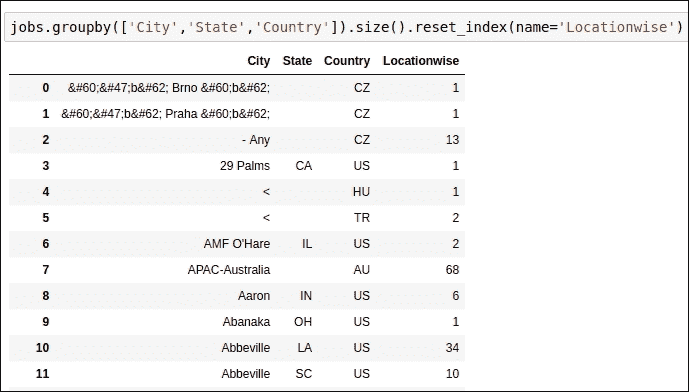 jobs.groupby(['City','State','Country']).size().reset_index(name='Locationwise')
City State Country Locationwise
0 &#60;&#47;b&#62; Brno &#60;b&#62; CZ 1
1 &#60;&#47;b&#62; Praha &#60;b&#62; CZ 1
2 - Any CZ 13
3 29 Palms CA US 1
4 < HU 1
5 < TR 2
6 AMF O'Hare IL US 2
7 APAC-Australia AU 68
8 Aaron IN US 6
9 Abanaka OH US 1
10 Abbeville LA US 34
11 Abbeville SC US 10